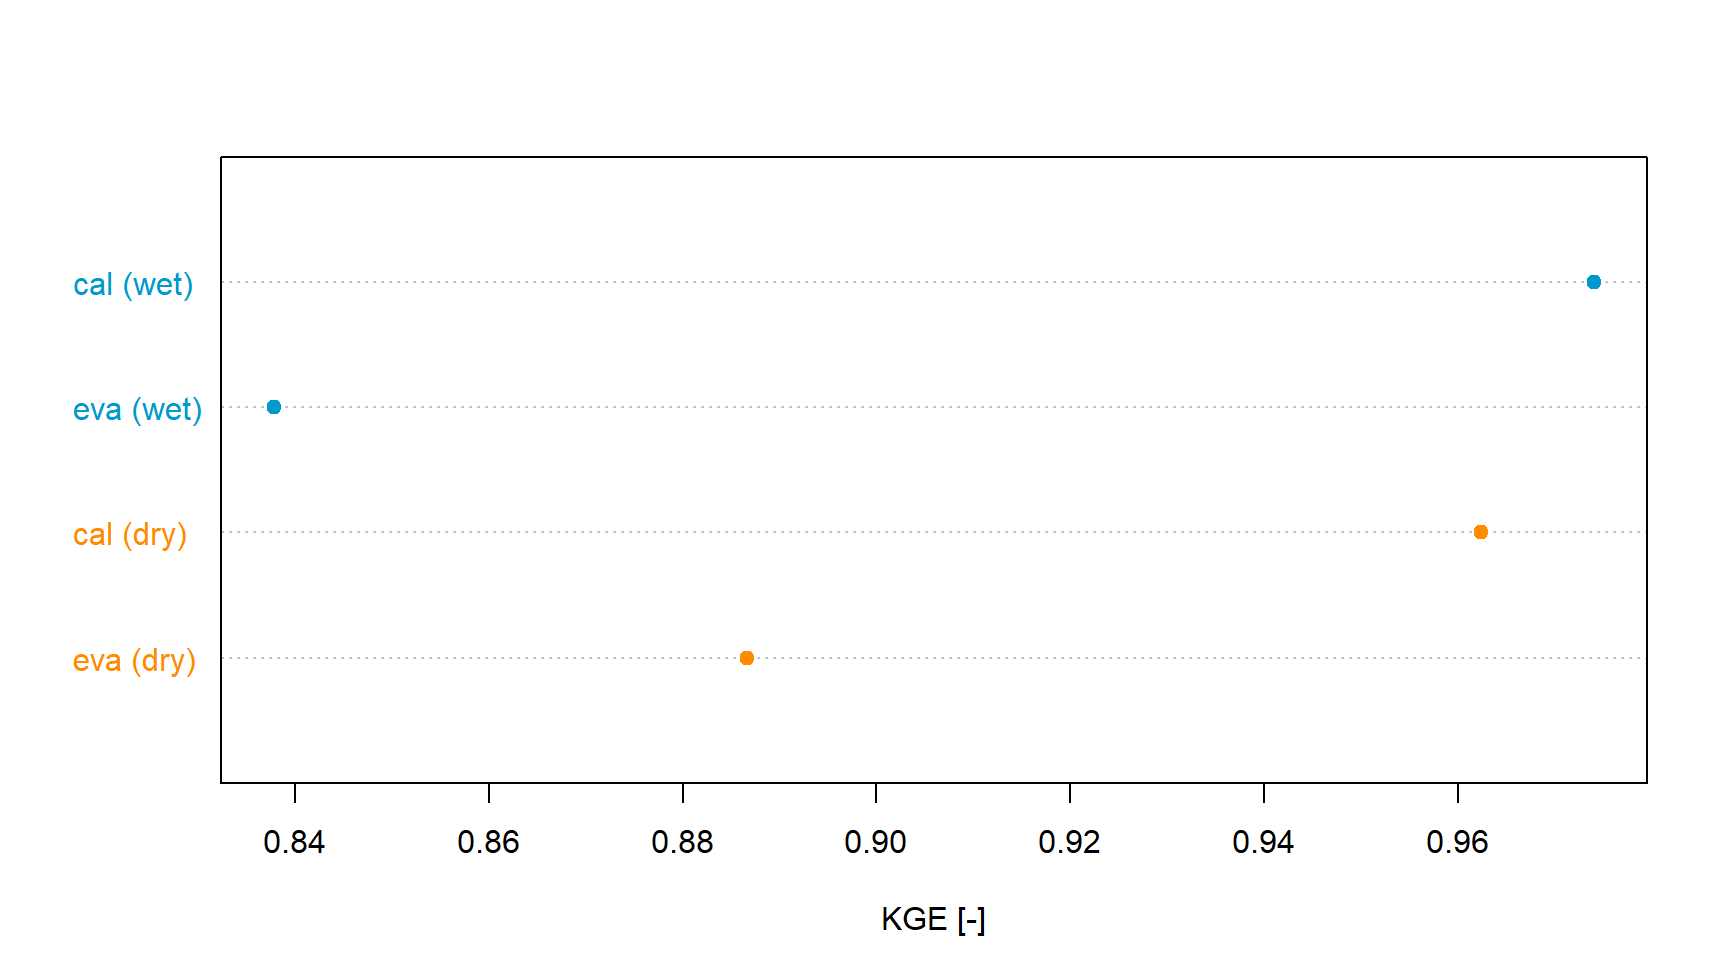 cal (wet)
eva (wet)
cal (dry)
eva (dry)
0.84 0.86 0.88 0.90 0.92 0.94 0.96
KGE [-]